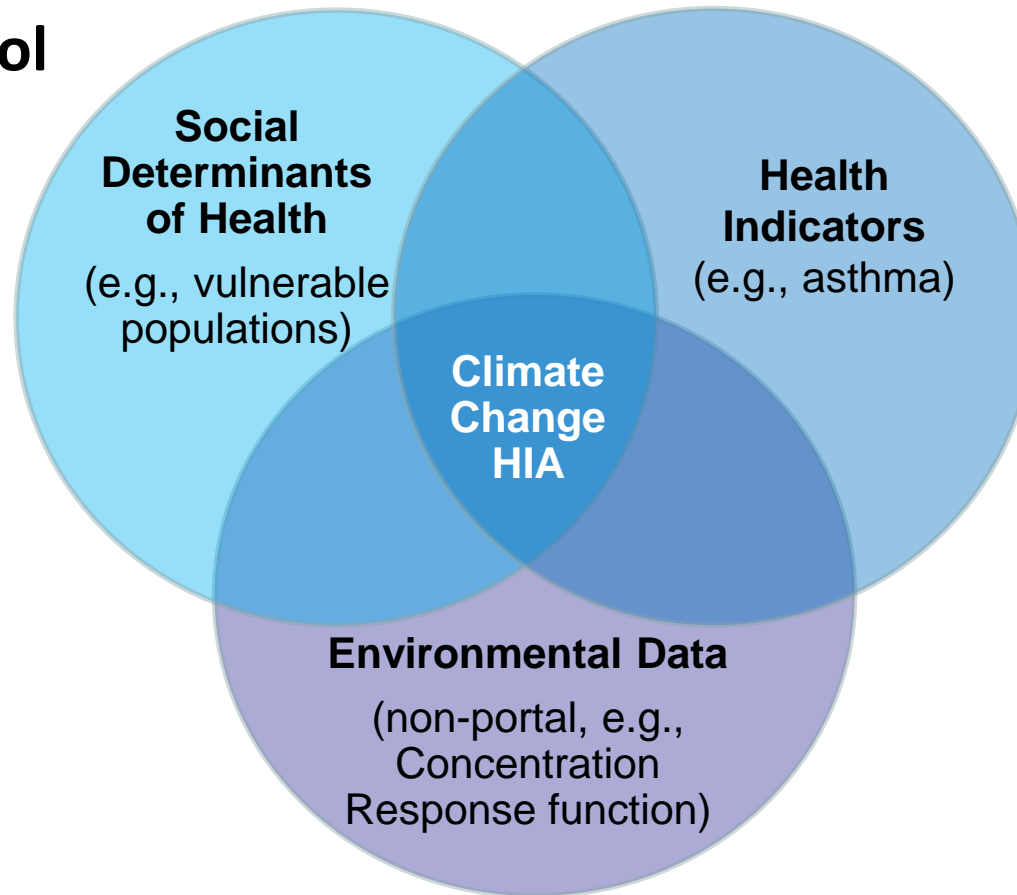 ol
Social
Determinants
of Health
(e.g., vulnerable
populations)
Health
Indicators
(e.g., asthma)
Climate
Change
HIA
Environmental Data
(non-portal, e.g.,
Concentration
Response function)